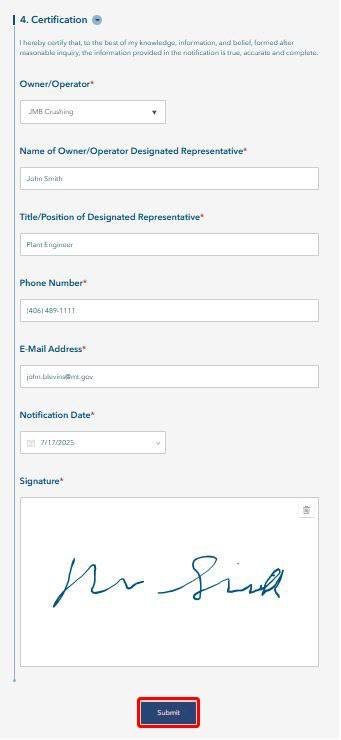 4. Certification
I hereby certify that, to the best of my knowledge, information, and belief, formed after
reasonable inquiry, the information provided in the notification is true, accurate and complete.
Owner/Operator*
JMB Crushing
Name of Owner/Operator Designated Representative*
John Smith
Title/Position of Designated Representative*
Plant Engineer
Phone Number*
(406) 489-1111
E-Mail Address*
john.blevins@mt.gov
Notification Date*
7/17/2025
Signature*
Submit